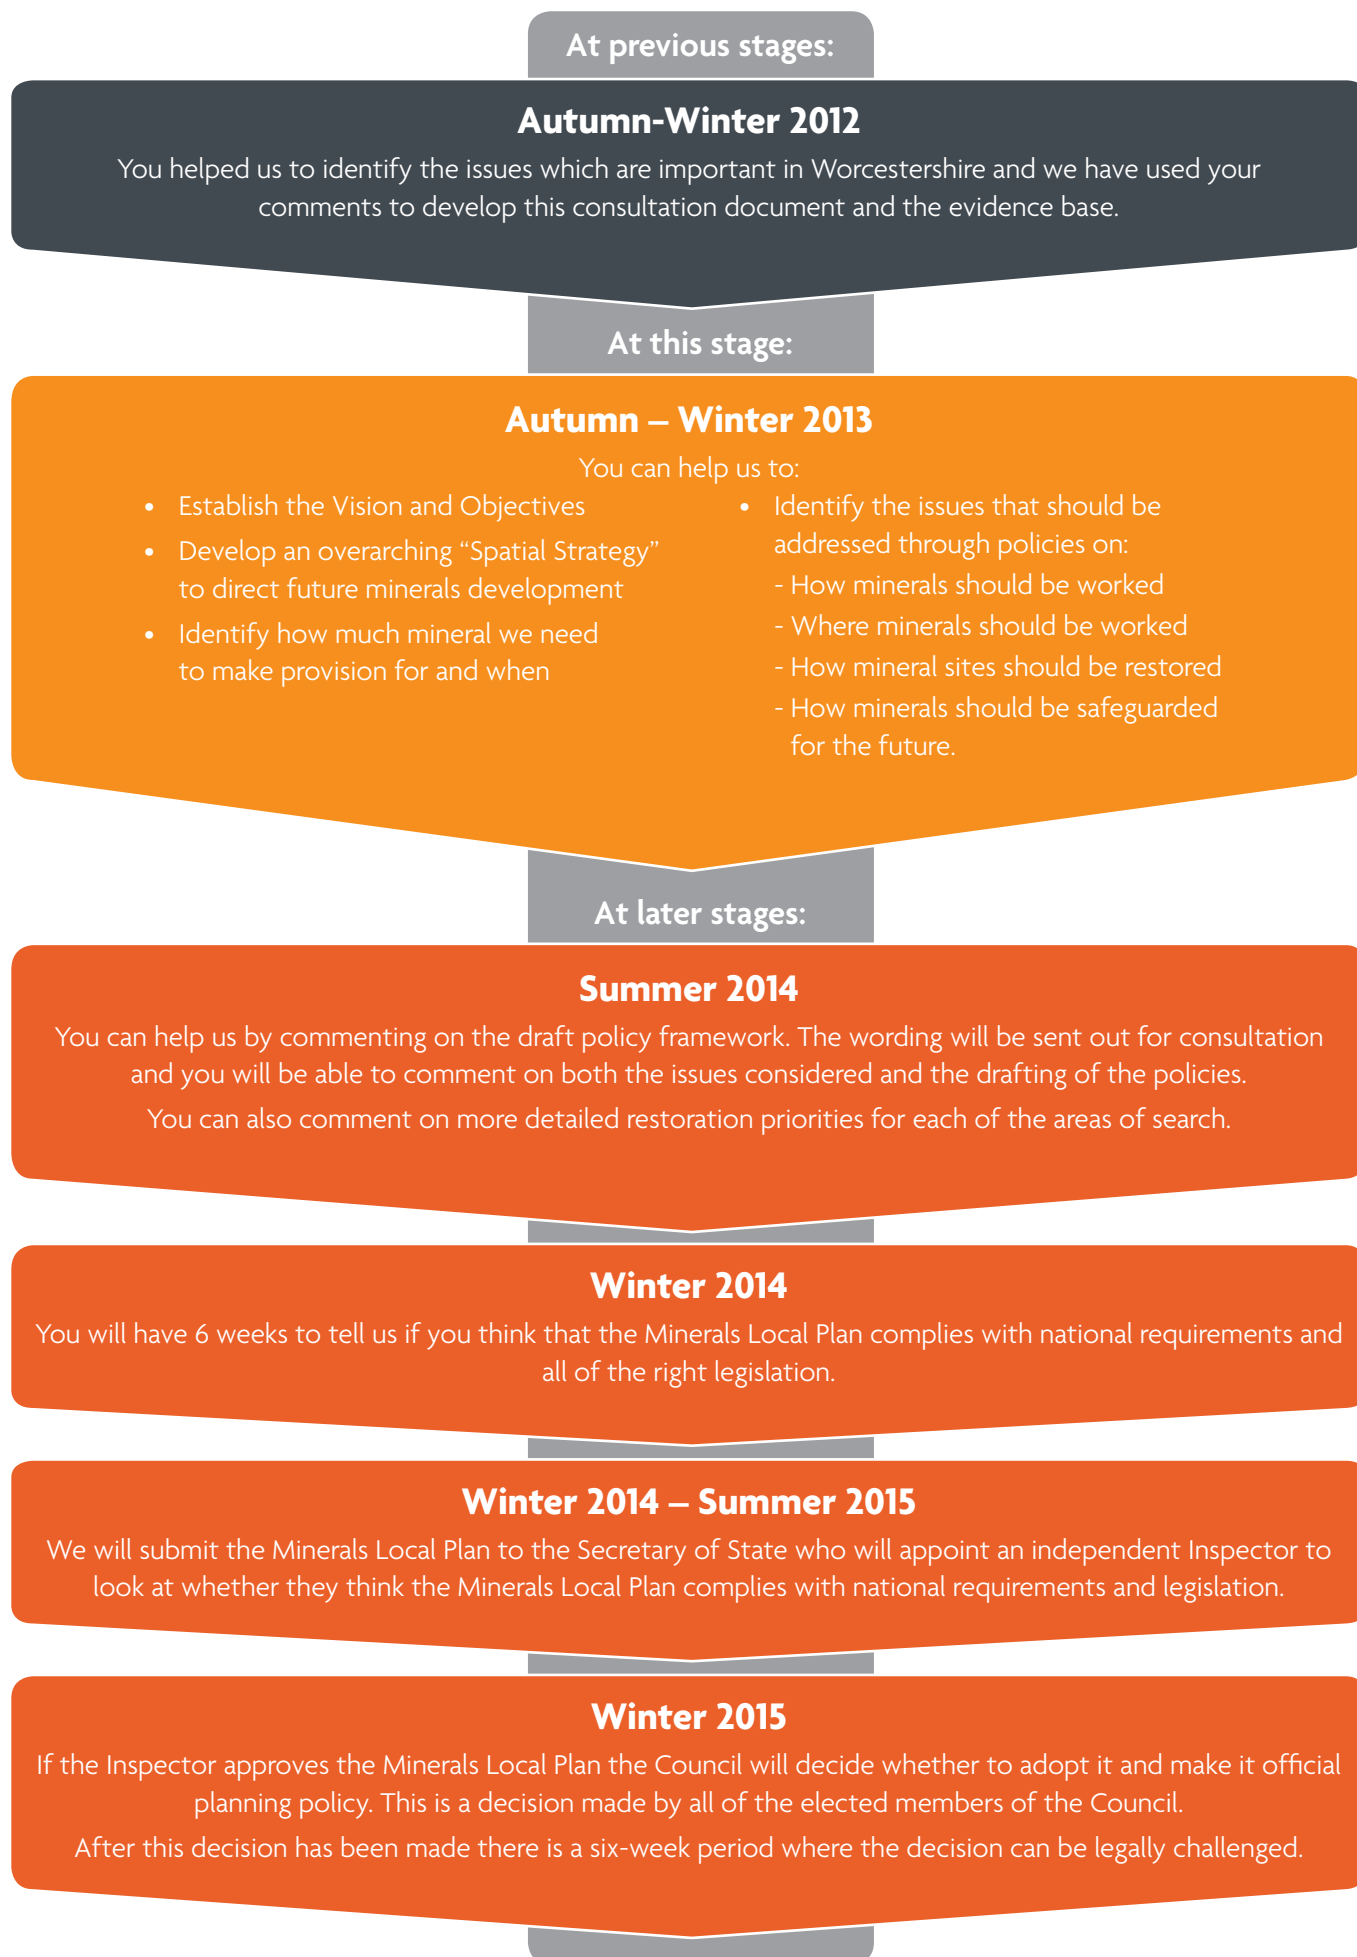 At previous stages:
Autumn-Winter 2012
You helped us to identify the issues which are important in Worcestershire and we have used your
comments to develop this consultation document and the evidence base.
At this stage:
Autumn – Winter 2013
You can help us to:
• Establish the Vision and Objectives
• Develop an overarching “Spatial Strategy”
to direct future minerals development
• Identify how much mineral we need
to make provision for and when
• Identify the issues that should be
addressed through policies on:
- How minerals should be worked
- Where minerals should be worked
- How mineral sites should be restored
- How minerals should be safeguarded
for the future.
At later stages:
Summer 2014
You can help us by commenting on the draft policy framework. The wording will be sent out for consultation
and you will be able to comment on both the issues considered and the drafting of the policies.
You can also comment on more detailed restoration priorities for each of the areas of search.
Winter 2014
You will have 6 weeks to tell us if you think that the Minerals Local Plan complies with national requirements and
all of the right legislation.
Winter 2014 – Summer 2015
We will submit the Minerals Local Plan to the Secretary of State who will appoint an independent Inspector to
look at whether they think the Minerals Local Plan complies with national requirements and legislation.
Winter 2015
If the Inspector approves the Minerals Local Plan the Council will decide whether to adopt it and make it official
planning policy. This is a decision made by all of the elected members of the Council.
After this decision has been made there is a six-week period where the decision can be legally challenged.